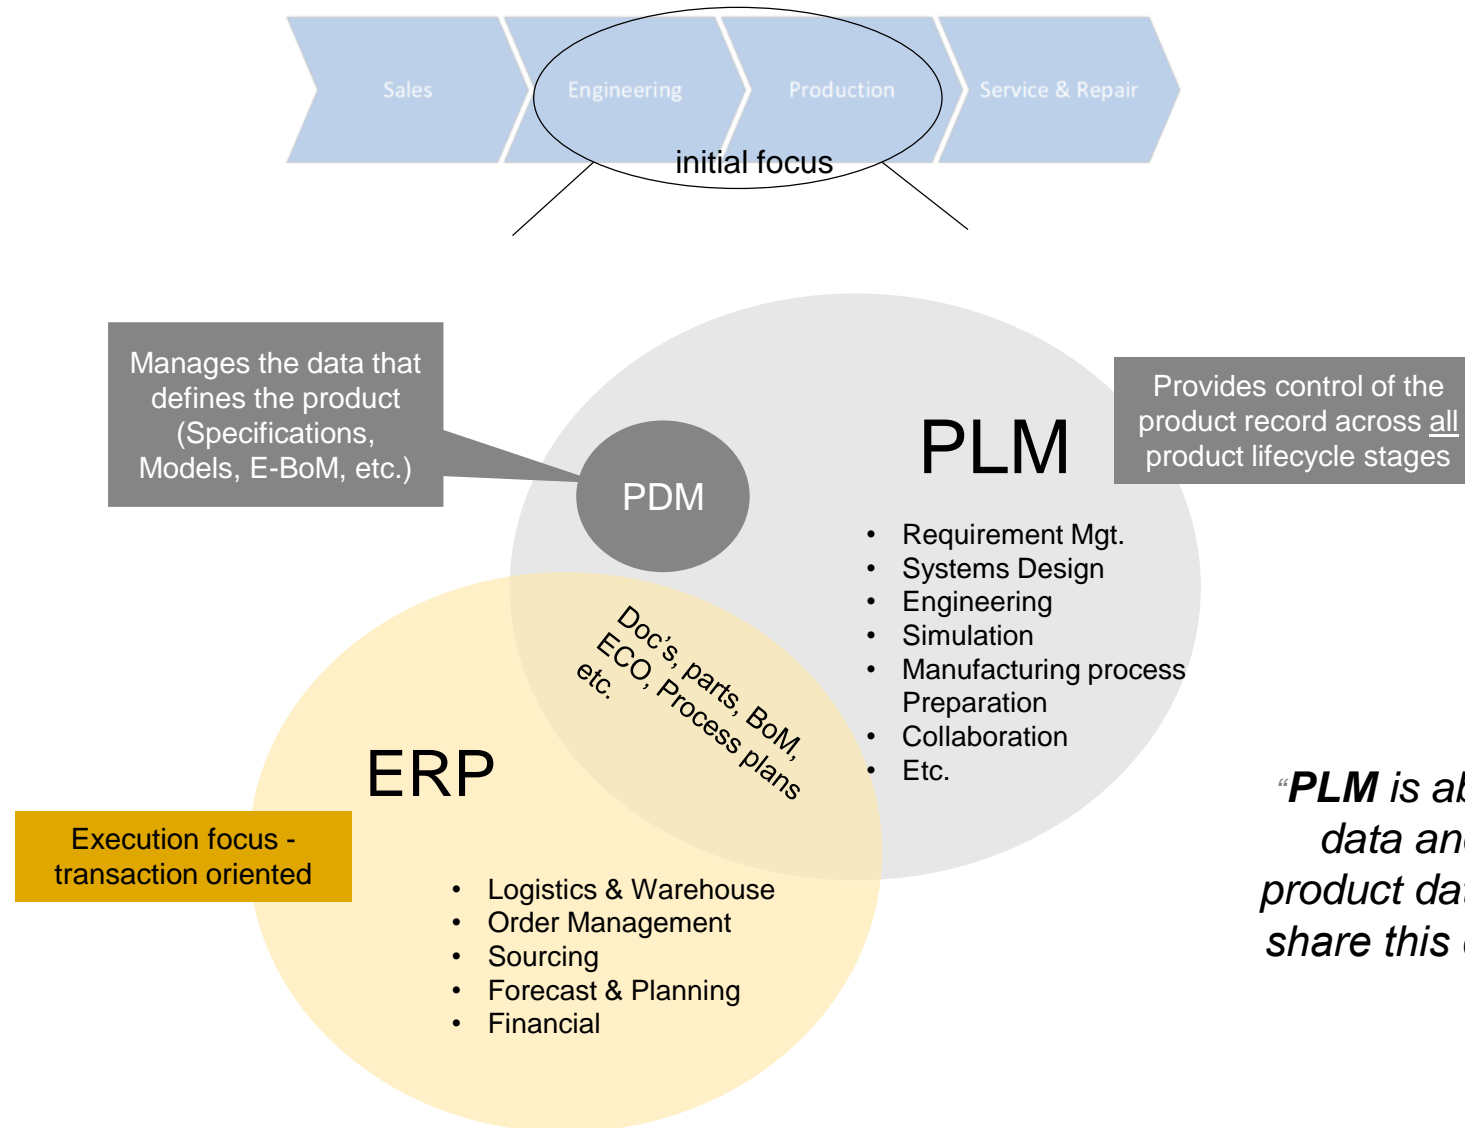 Sales
Engineering
Production
Service & Repair
initial focus
Manages the data that
defines the product
(Specifications,
Models, E-BoM, etc.)
PDM
PLM
Provides control of the
product record across all
product lifecycle stages
• Requirement Mgt.
• Systems Design
• Engineering
• Simulation
• Manufacturing process
Preparation
• Collaboration
• Etc.
Doc's, parts, BoM,
ECO, Process plans
etc.
ERP
Execution focus -
transaction oriented
• Logistics & Warehouse
• Order Management
• Sourcing
• Forecast & Planning
• Financial
“PLM is
data
product
share this